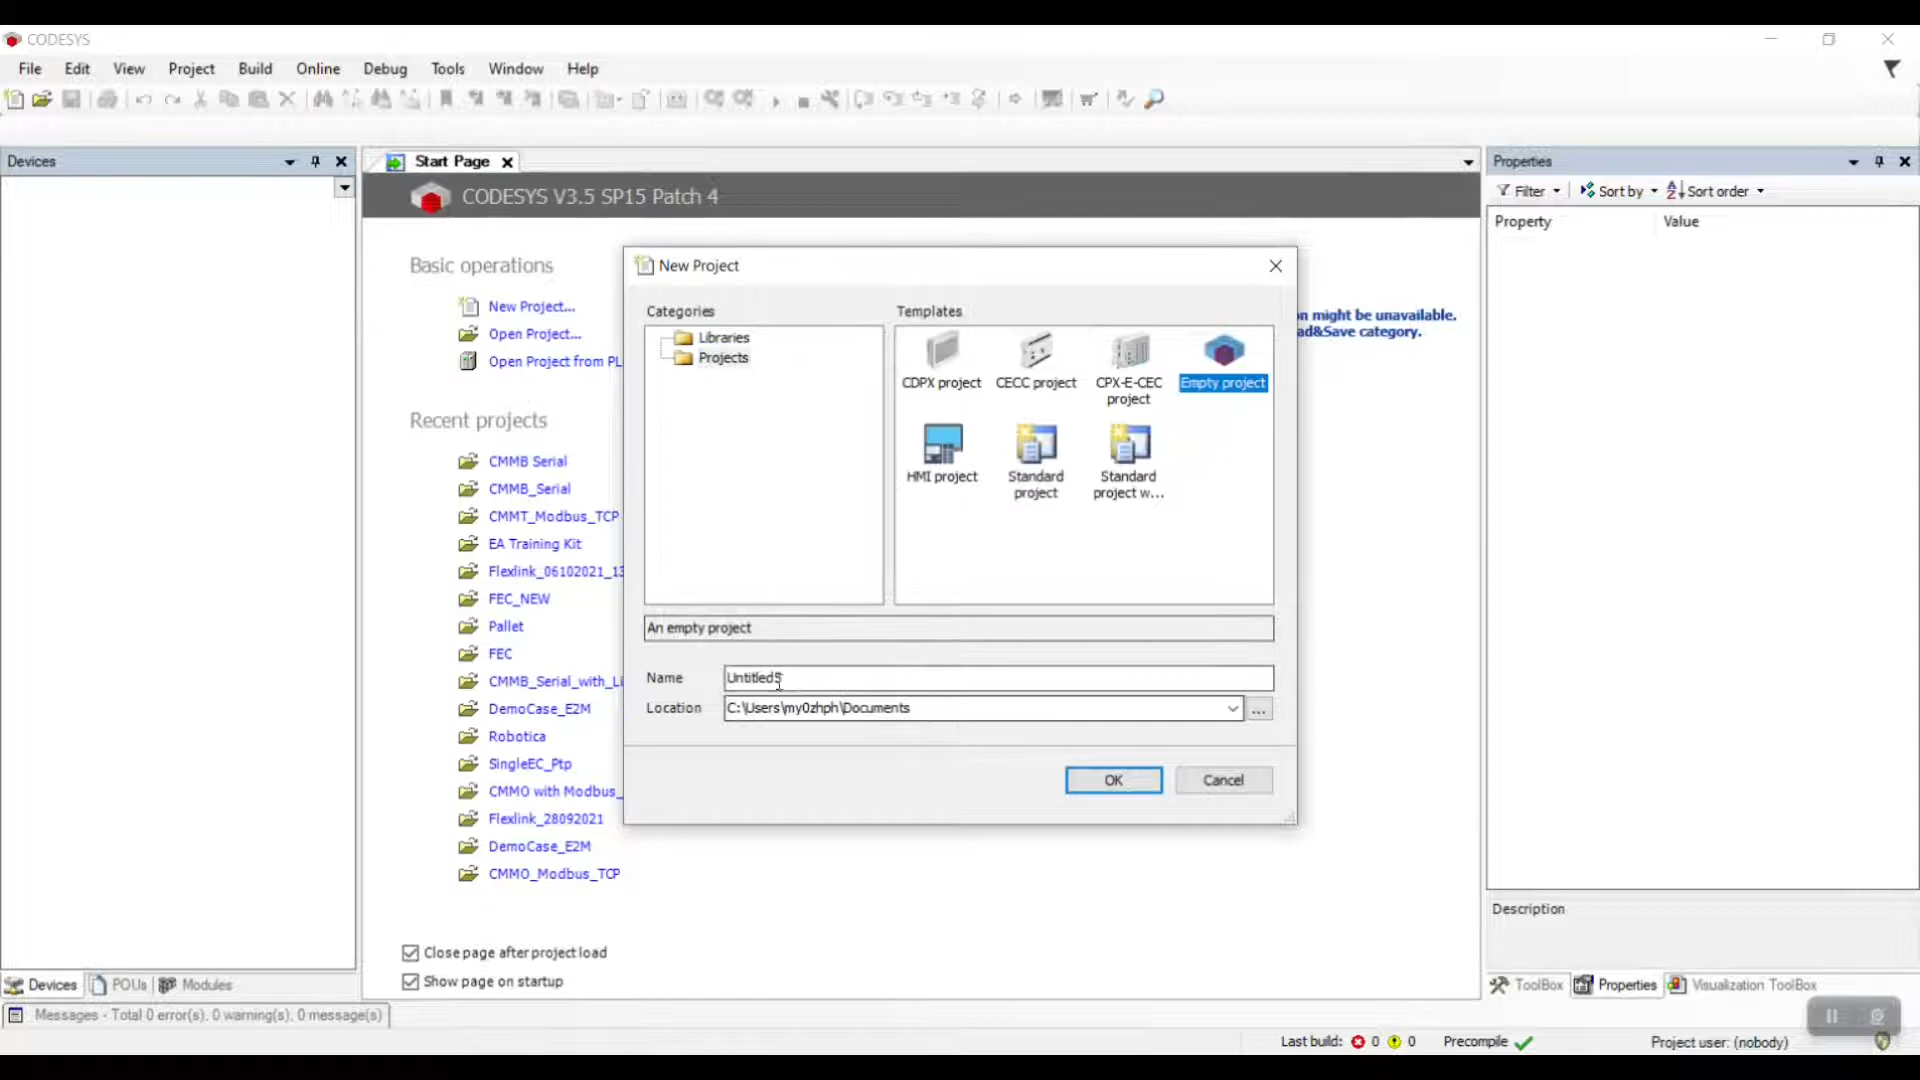 CODESYS
File Edit View Project Build Online Debug Tools Window Help
Devices
Start Page
Properties
CODESYS V3.5 SP15 Patch 4
Filter Sort by Sort order
Property Value
Basic operations
New Project...
Open Project...
Open Project from PL
n might be unavailable.
ad&Save category.
Recent projects
CMMB Serial
CMMB_Serial
CMMT_Modbus_TCP
EA Training Kit
Flexlink_06102021_13
FEC_NEW
Pallet
FEC
CMMB_Serial_with_Li
DemoCase_E2M
Robotica
SingleEC_Ptp
CMMO with Modbus_
Flexlink_28092021
DemoCase_E2M
CMMO_Modbus_TCP
Close page after project load
Show page on startup
New Project
Categories
Libraries
Projects
Templates
CDPX project
CECC project
CPX-E-CEC
project
Empty project
HMI project
Standard
project
Standard
project w...
An empty project
Name Untitled5
Location C:\Users\my0zhph\Documents
...
OK Cancel
Description
Devices POUs Modules
ToolBox Properties Visualization ToolBox
Messages - Total 0 error(s), 0 warning(s), 0 message(s)
Last build: 0 0 Precompile Project user: (nobody)